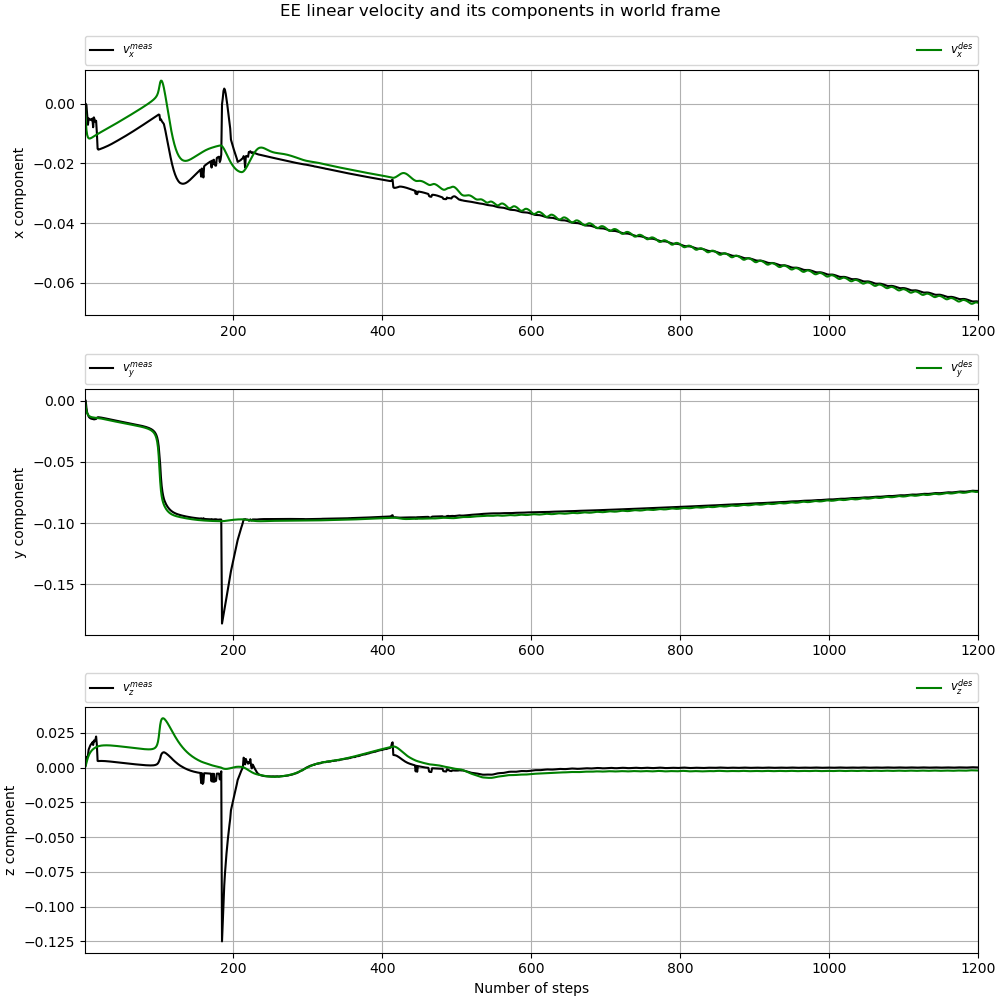 EE linear velocity and its components in world frame
v_x^meas v_x^des
0.00
−0.02
−0.04
−0.06
x component
200 400 600 800 1000 1200
v_y^meas v_y^des
0.00
−0.05
−0.10
−0.15
y component
200 400 600 800 1000 1200
v_z^meas v_z^des
0.025
0.000
−0.025
−0.050
−0.075
−0.100
−0.125
z component
200 400 600 800 1000 1200
Number of steps